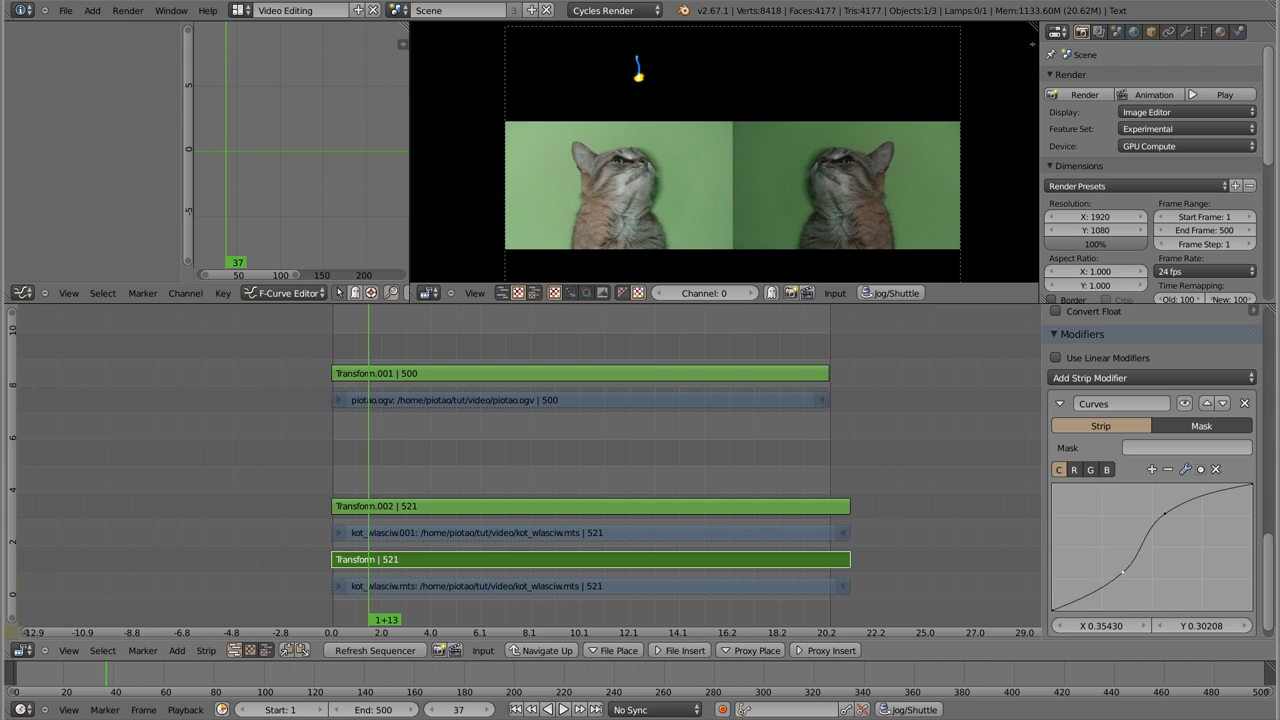 File Add Render Window Help Video Editing Scene 3 Cycles Render v2.67.1 | Verts:8418 | Faces:4177 | Tris:4177 | Objects:1/3 | Lamps:0/1 | Mem:1133.60M (20.62M) | Text
5
0
-5
37
50 100 150 200
View Select Marker Channel Key F-Curve Editor
View Channel: 0 Input Jog/Shuttle
Scene
Render
Render Animation Play
Display: Image Editor
Feature Set: Experimental
Device: GPU Compute
Dimensions
Render Presets
Resolution: Frame Range:
X: 1920 Start Frame: 1
Y: 1080 End Frame: 500
100% Frame Step: 1
Aspect Ratio: Frame Rate:
X: 1.000 24 fps
Y: 1.000 Time Remapping:
Border Crop Old: 100 New: 100
10
8
6
4
2
0
Transform.001 | 500
piotao.ogv: /home/piotao/tut/video/piotao.ogv | 500
Transform.002 | 521
kot_wlasciw.001: /home/piotao/tut/video/kot_wlasciw.mts | 521
Transform | 521
kot_wlasciw.mts: /home/piotao/tut/video/kot_wlasciw.mts | 521
1+13
-12.9 -10.9 -8.9 -6.8 -4.8 -2.8 0.0 2.0 4.0 6.1 8.1 10.1 12.1 14.1 16.2 18.2 20.2 22.2 25.0 27.0 29.0
Convert Float
Modifiers
Use Linear Modifiers
Add Strip Modifier
Curves
Strip Mask
Mask
C R G B
X 0.35430 Y 0.30208
View Select Marker Add Strip Refresh Sequencer Input Navigate Up File Place File Insert Proxy Place Proxy Insert
0 20 40 60 80 100 120 140 160 180 200 220 240 260 280 300 320 340 360 380 400 420 440 460 480 500
View Marker Frame Playback Start: 1 End: 500 37 No Sync Jog/Shuttle